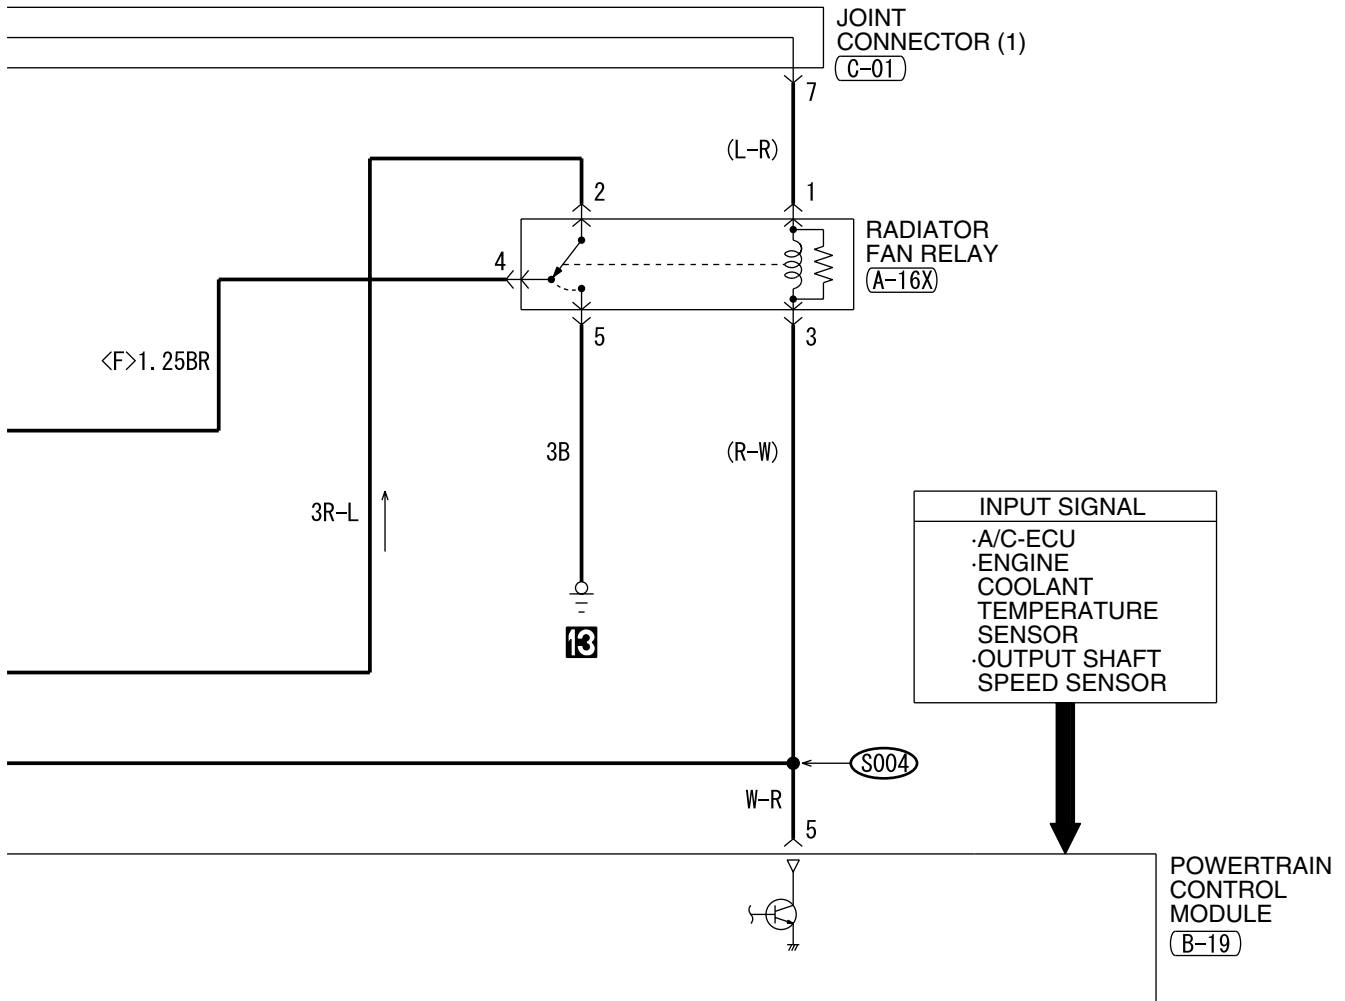 JOINT
CONNECTOR (1)
C-01
7
(L-R)
2
1
RADIATOR
FAN RELAY
A-16X
4
5
3
<F>1.25BR
3B
(R-W)
3R-L
INPUT SIGNAL
·A/C-ECU
·ENGINE
COOLANT
TEMPERATURE
SENSOR
·OUTPUT SHAFT
SPEED SENSOR
13
S004
W-R
5
POWERTRAIN
CONTROL
MODULE
B-19